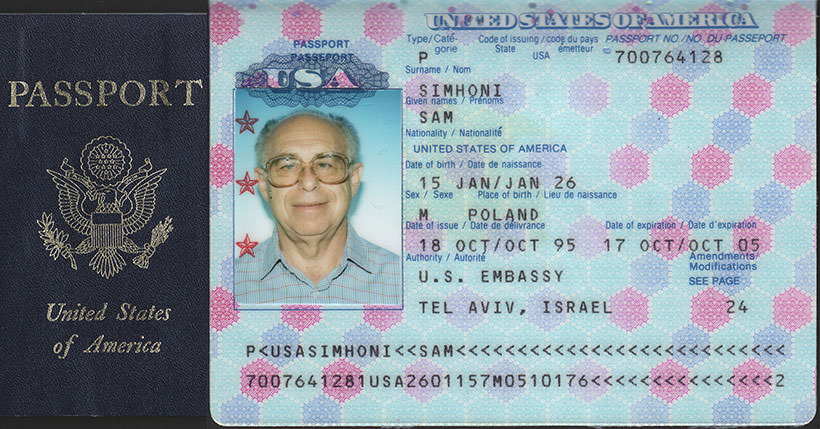 PASSPORT
United States
of America
UNITED STATES OF AMERICA
PASSPORT
PASSEPORT
USA
Type/Caté-
gorie
Code of issuing / code du pays
State
émetteur
PASSPORT NO./NO. DU PASSEPORT
P
USA
700764128
Surname / Nom
SIMHONI
Given names / Prénoms
SAM
Nationality / Nationalité
UNITED STATES OF AMERICA
Date of birth / Date de naissance
15 JAN/JAN 26
Sex / Sexe
Place of birth / Lieu de naissance
M
POLAND
Date of issue / Date de délivrance
Date of expiration / Date d'expiration
18 OCT/OCT 95
17 OCT/OCT 05
Authority / Autorité
Amendments/
Modifications
U.S. EMBASSY
SEE PAGE
TEL AVIV, ISRAEL
24
P<USASIMHONI<<SAM<<<<<<<<<<<<<<<<<<<<<<<<<<<
7007641281USA2601157M0510176<<<<<<<<<<<<<<<2